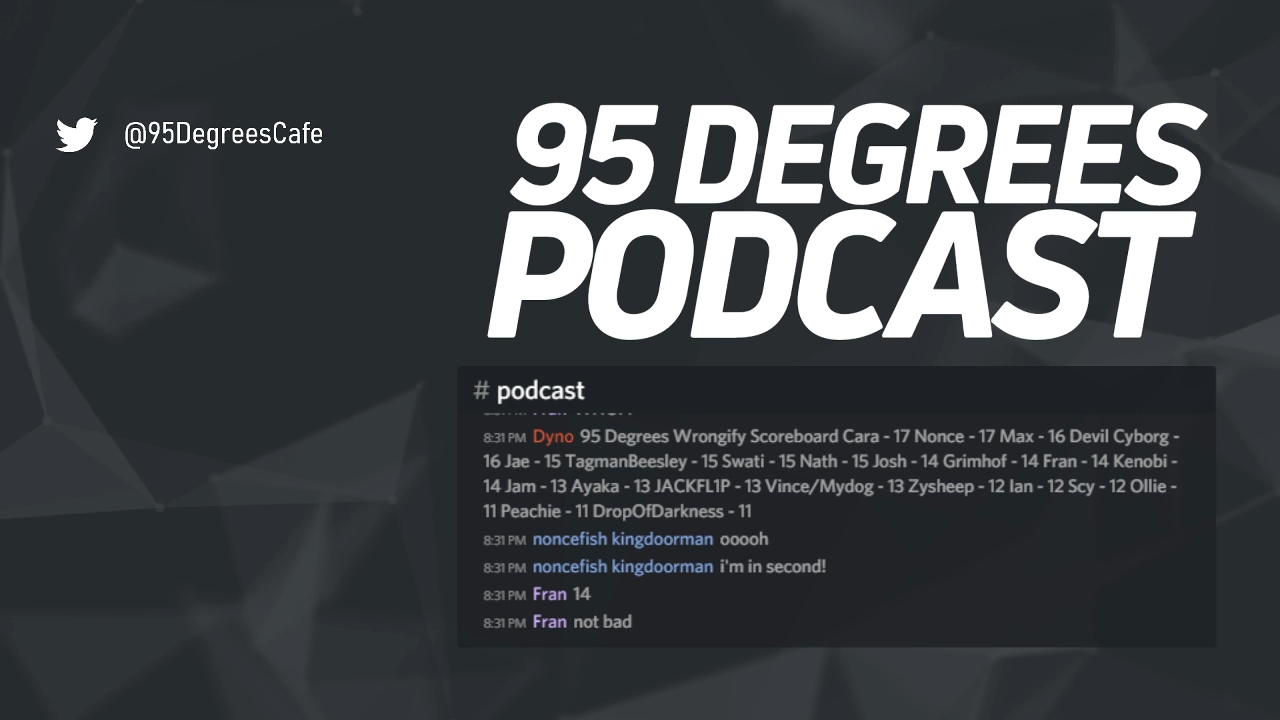 @95DegreesCafe
95 DEGREES
PODCAST
# podcast
8:31 PM Dyno 95 Degrees Wrongify Scoreboard Cara - 17 Nonce - 17 Max - 16 Devil Cyborg -
16 Jae - 15 TagmanBeesley - 15 Swati - 15 Nath - 15 Josh - 14 Grimhof - 14 Fran - 14 Kenobi -
14 Jam - 13 Ayaka - 13 JACKFL1P - 13 Vince/Mydog - 13 Zysheep - 12 Ian - 12 Scy - 12 Ollie -
11 Peachie - 11 DropOfDarkness - 11
8:31 PM noncefish kingdoorman ooooh
8:31 PM noncefish kingdoorman i'm in second!
8:31 PM Fran 14
8:31 PM Fran not bad